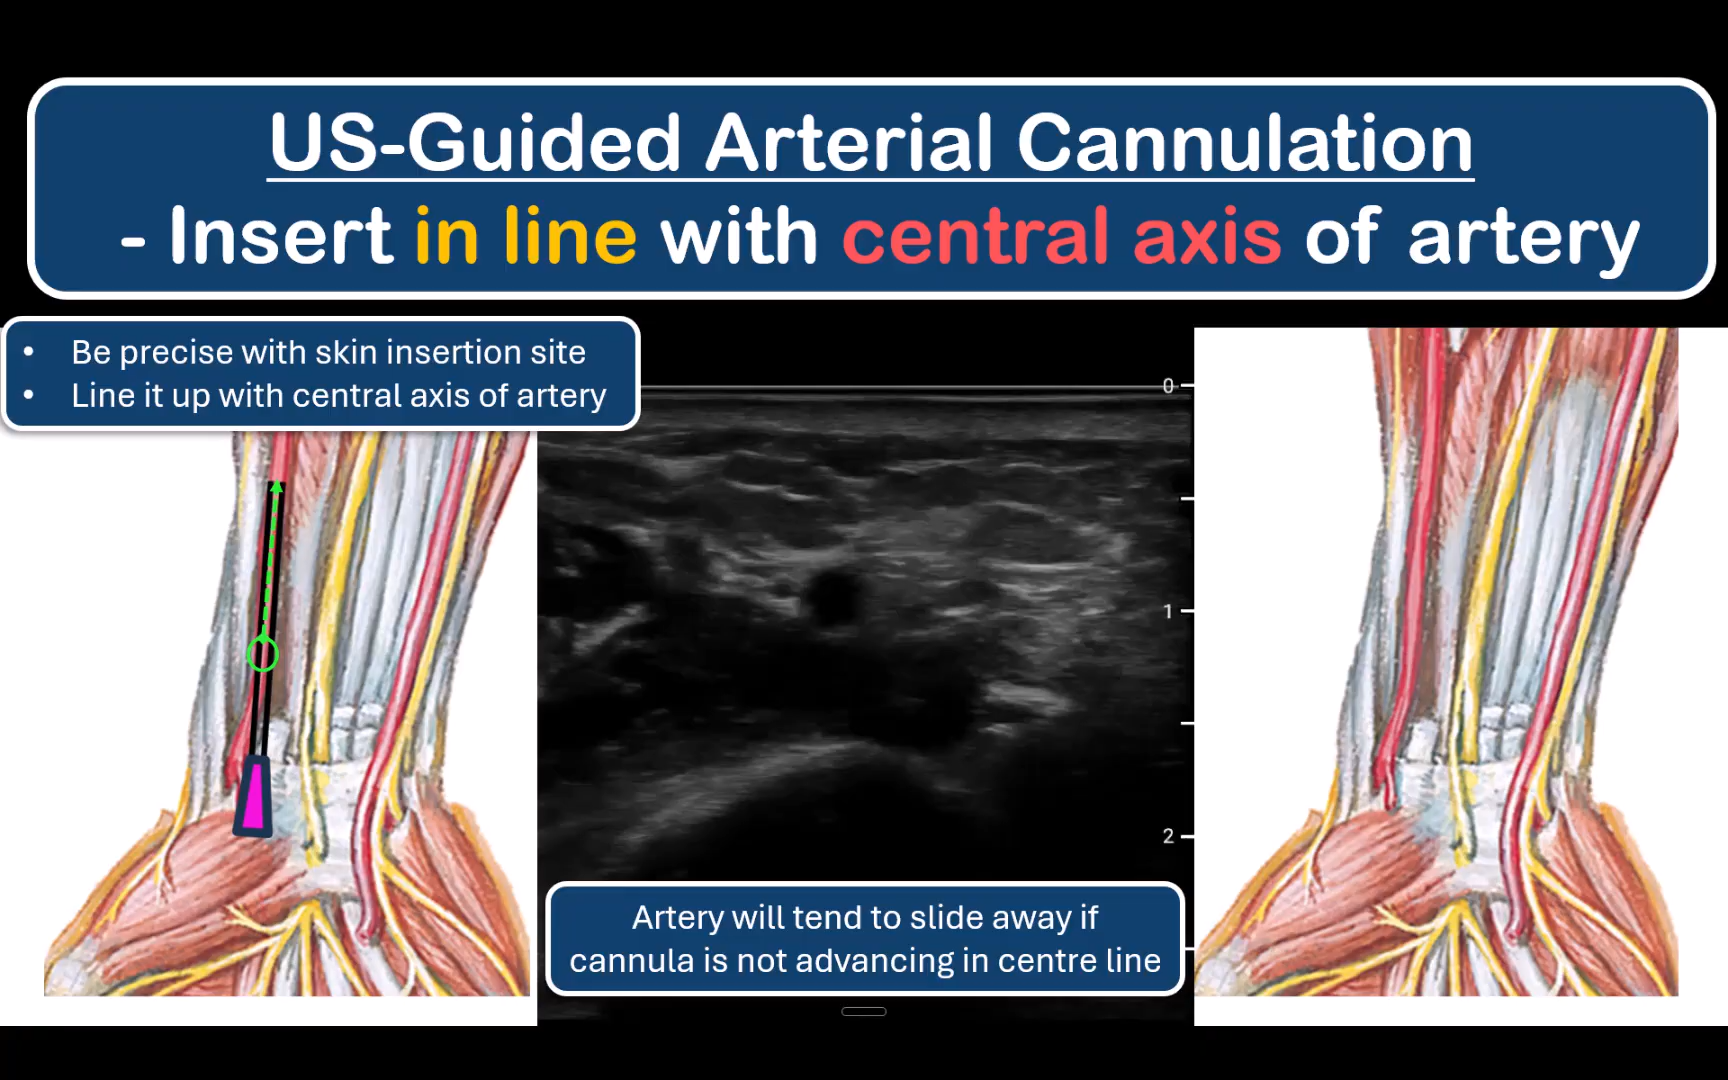 US-Guided Arterial Cannulation
- Insert in line with central axis of artery
• Be precise with skin insertion site
• Line it up with central axis of artery
0
1
2
Artery will tend to slide away if
cannula is not advancing in centre line